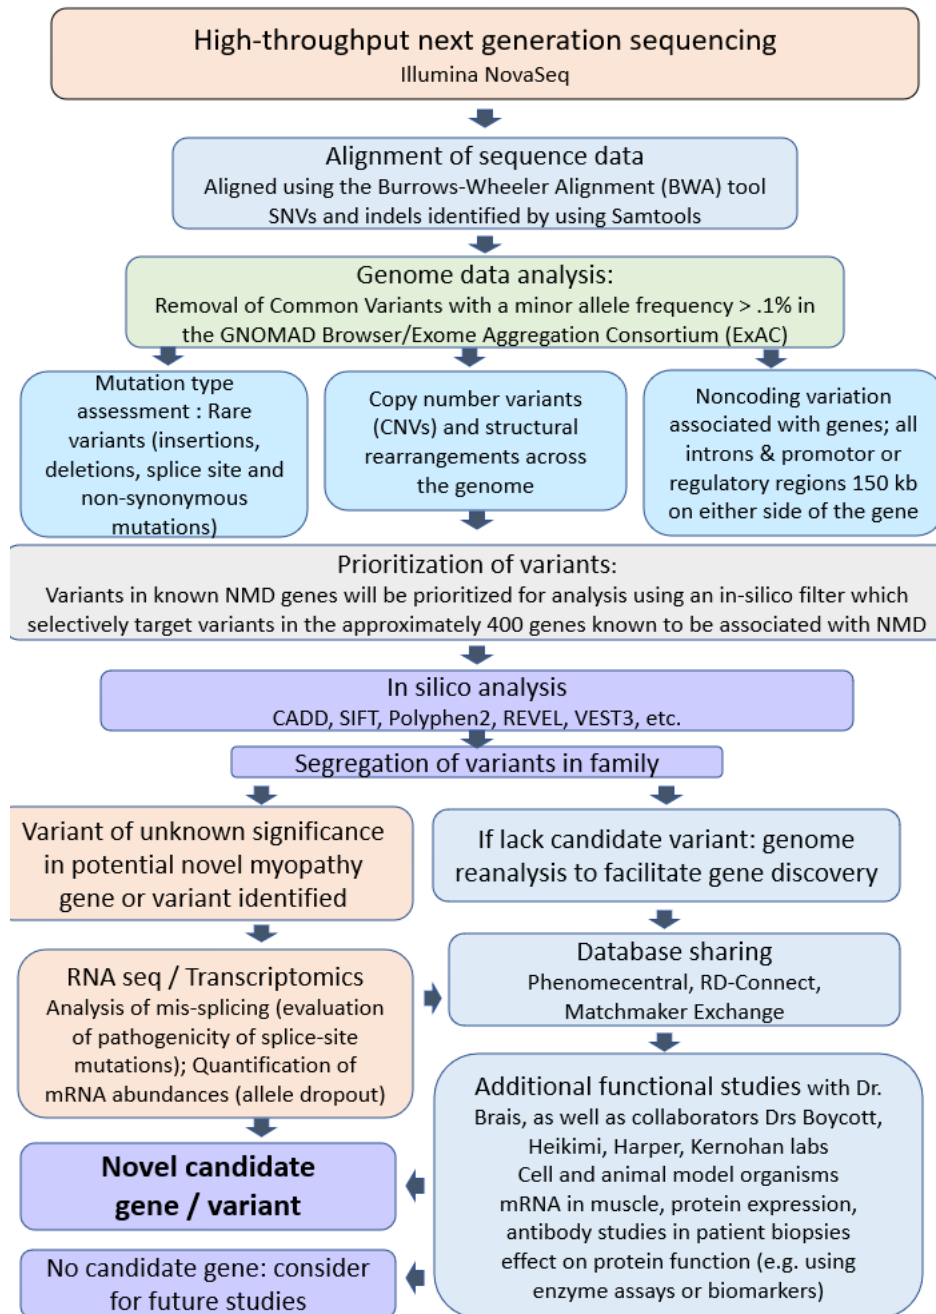 High-throughput next generation sequencing
Illumina NovaSeq
Alignment of sequence data
Aligned using the Burrows-Wheeler Alignment (BWA) tool
SNVs and indels identified by using Samtools
Genome data analysis:
Removal of Common Variants with a minor allele frequency > .1% in
the GNOMAD Browser/Exome Aggregation Consortium (ExAC)
Mutation type
assessment : Rare
variants (insertions,
deletions, splice site and
non-synonymous
mutations)
Copy number variants
(CNVs) and structural
rearrangements across
the genome
Noncoding variation
associated with genes; all
introns & promotor or
regulatory regions 150 kb
on either side of the gene
Prioritization of variants:
Variants in known NMD genes will be prioritized for analysis using an in-silico filter which
selectively target variants in the approximately 400 genes known to be associated with NMD
In silico analysis
CADD, SIFT, Polyphen2, REVEL, VEST3, etc.
Segregation of variants in family
Variant of unknown significance
in potential novel myopathy
gene or variant identified
RNA seq / Transcriptomics
Analysis of mis-splicing (evaluation
of pathogenicity of splice-site
mutations); Quantification of
mRNA abundances (allele dropout)
Novel candidate
gene / variant
No candidate gene: consider
for future studies
If lack candidate variant: genome
reanalysis to facilitate gene discovery
Database sharing
Phenomecentral, RD-Connect,
Matchmaker Exchange
Additional functional studies with Dr.
Brais, as well as collaborators Drs Boycott,
Heikimi, Harper, Kernohan labs
Cell and animal model organisms
mRNA in muscle, protein expression,
antibody studies in patient biopsies
effect on protein function (e.g. using
enzyme assays or biomarkers)